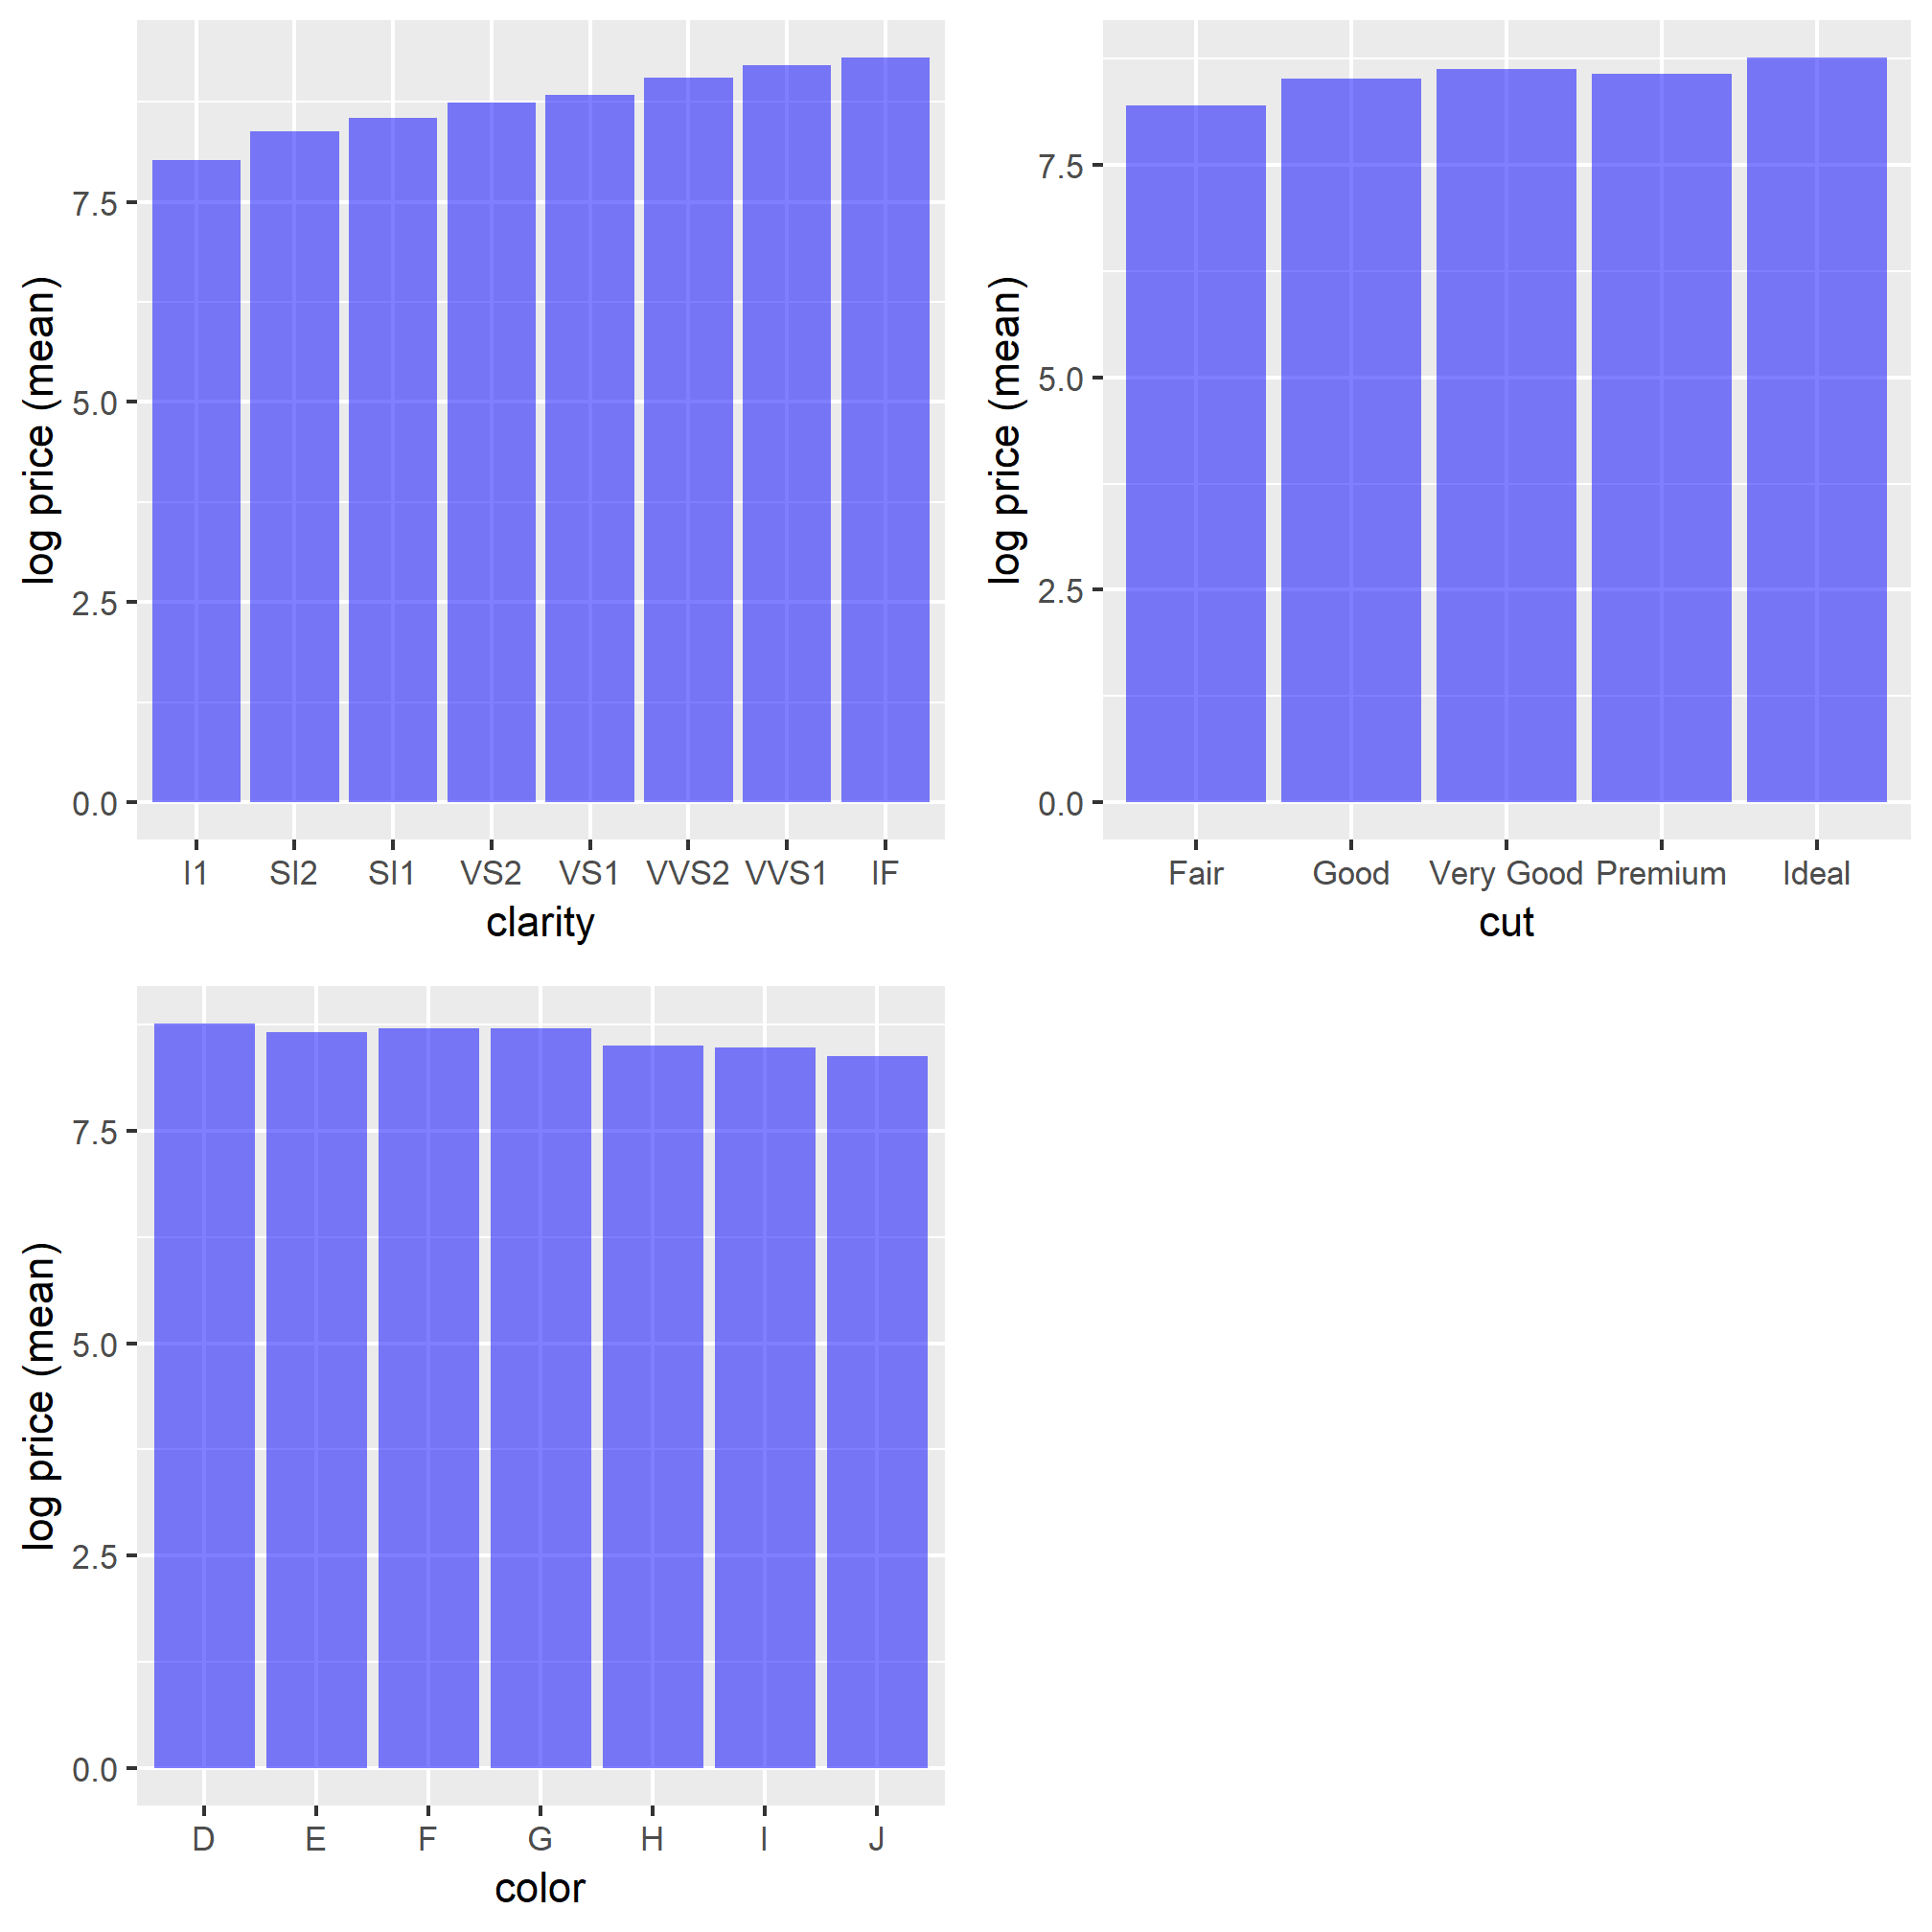 log price (mean)
7.5
5.0
2.5
0.0
I1 SI2 SI1 VS2 VS1 VVS2 VVS1 IF
clarity
log price (mean)
7.5
5.0
2.5
0.0
Fair Good Very Good Premium Ideal
cut
log price (mean)
7.5
5.0
2.5
0.0
D E F G H I J
color